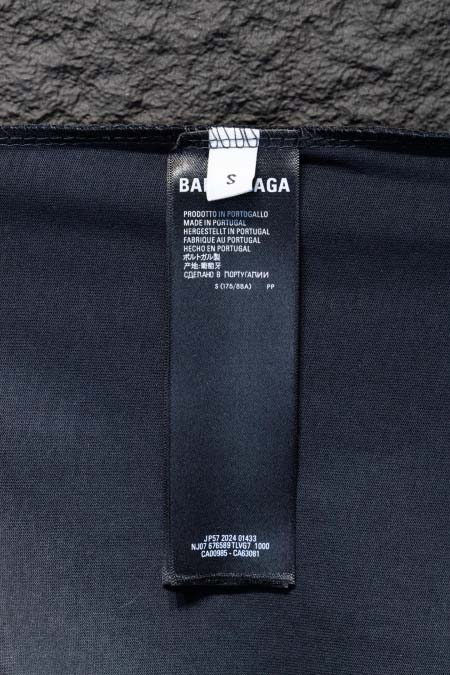 S
BAL AGA
PRODOTTO IN PORTOGALLO
MADE IN PORTUGAL
HERGESTELLT IN PORTUGAL
FABRIQUE AU PORTUGAL
HECHO EN PORTUGAL
ポルトガル製
产地:葡萄牙
СДЕЛАНО В ПОРТУГАЛИИ
S (175/88A) PP
JP57 2024 01433
NJ07 676589 TLVG7 1000
CA00985 - CA63081